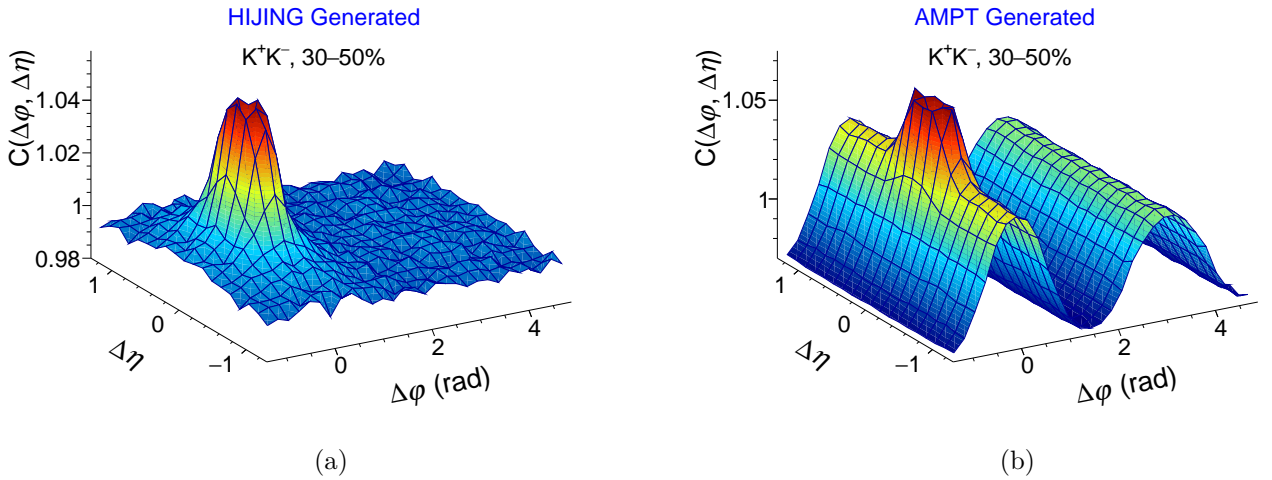 HIJING Generated
K⁺K⁻, 30–50%
C(Δφ, Δη)
1.04
1.02
1
0.98
1
0
−1
Δη
0
2
4
Δφ (rad)
(a)
AMPT Generated
K⁺K⁻, 30–50%
C(Δφ, Δη)
1.05
1
1
0
−1
Δη
0
2
4
Δφ (rad)
(b)